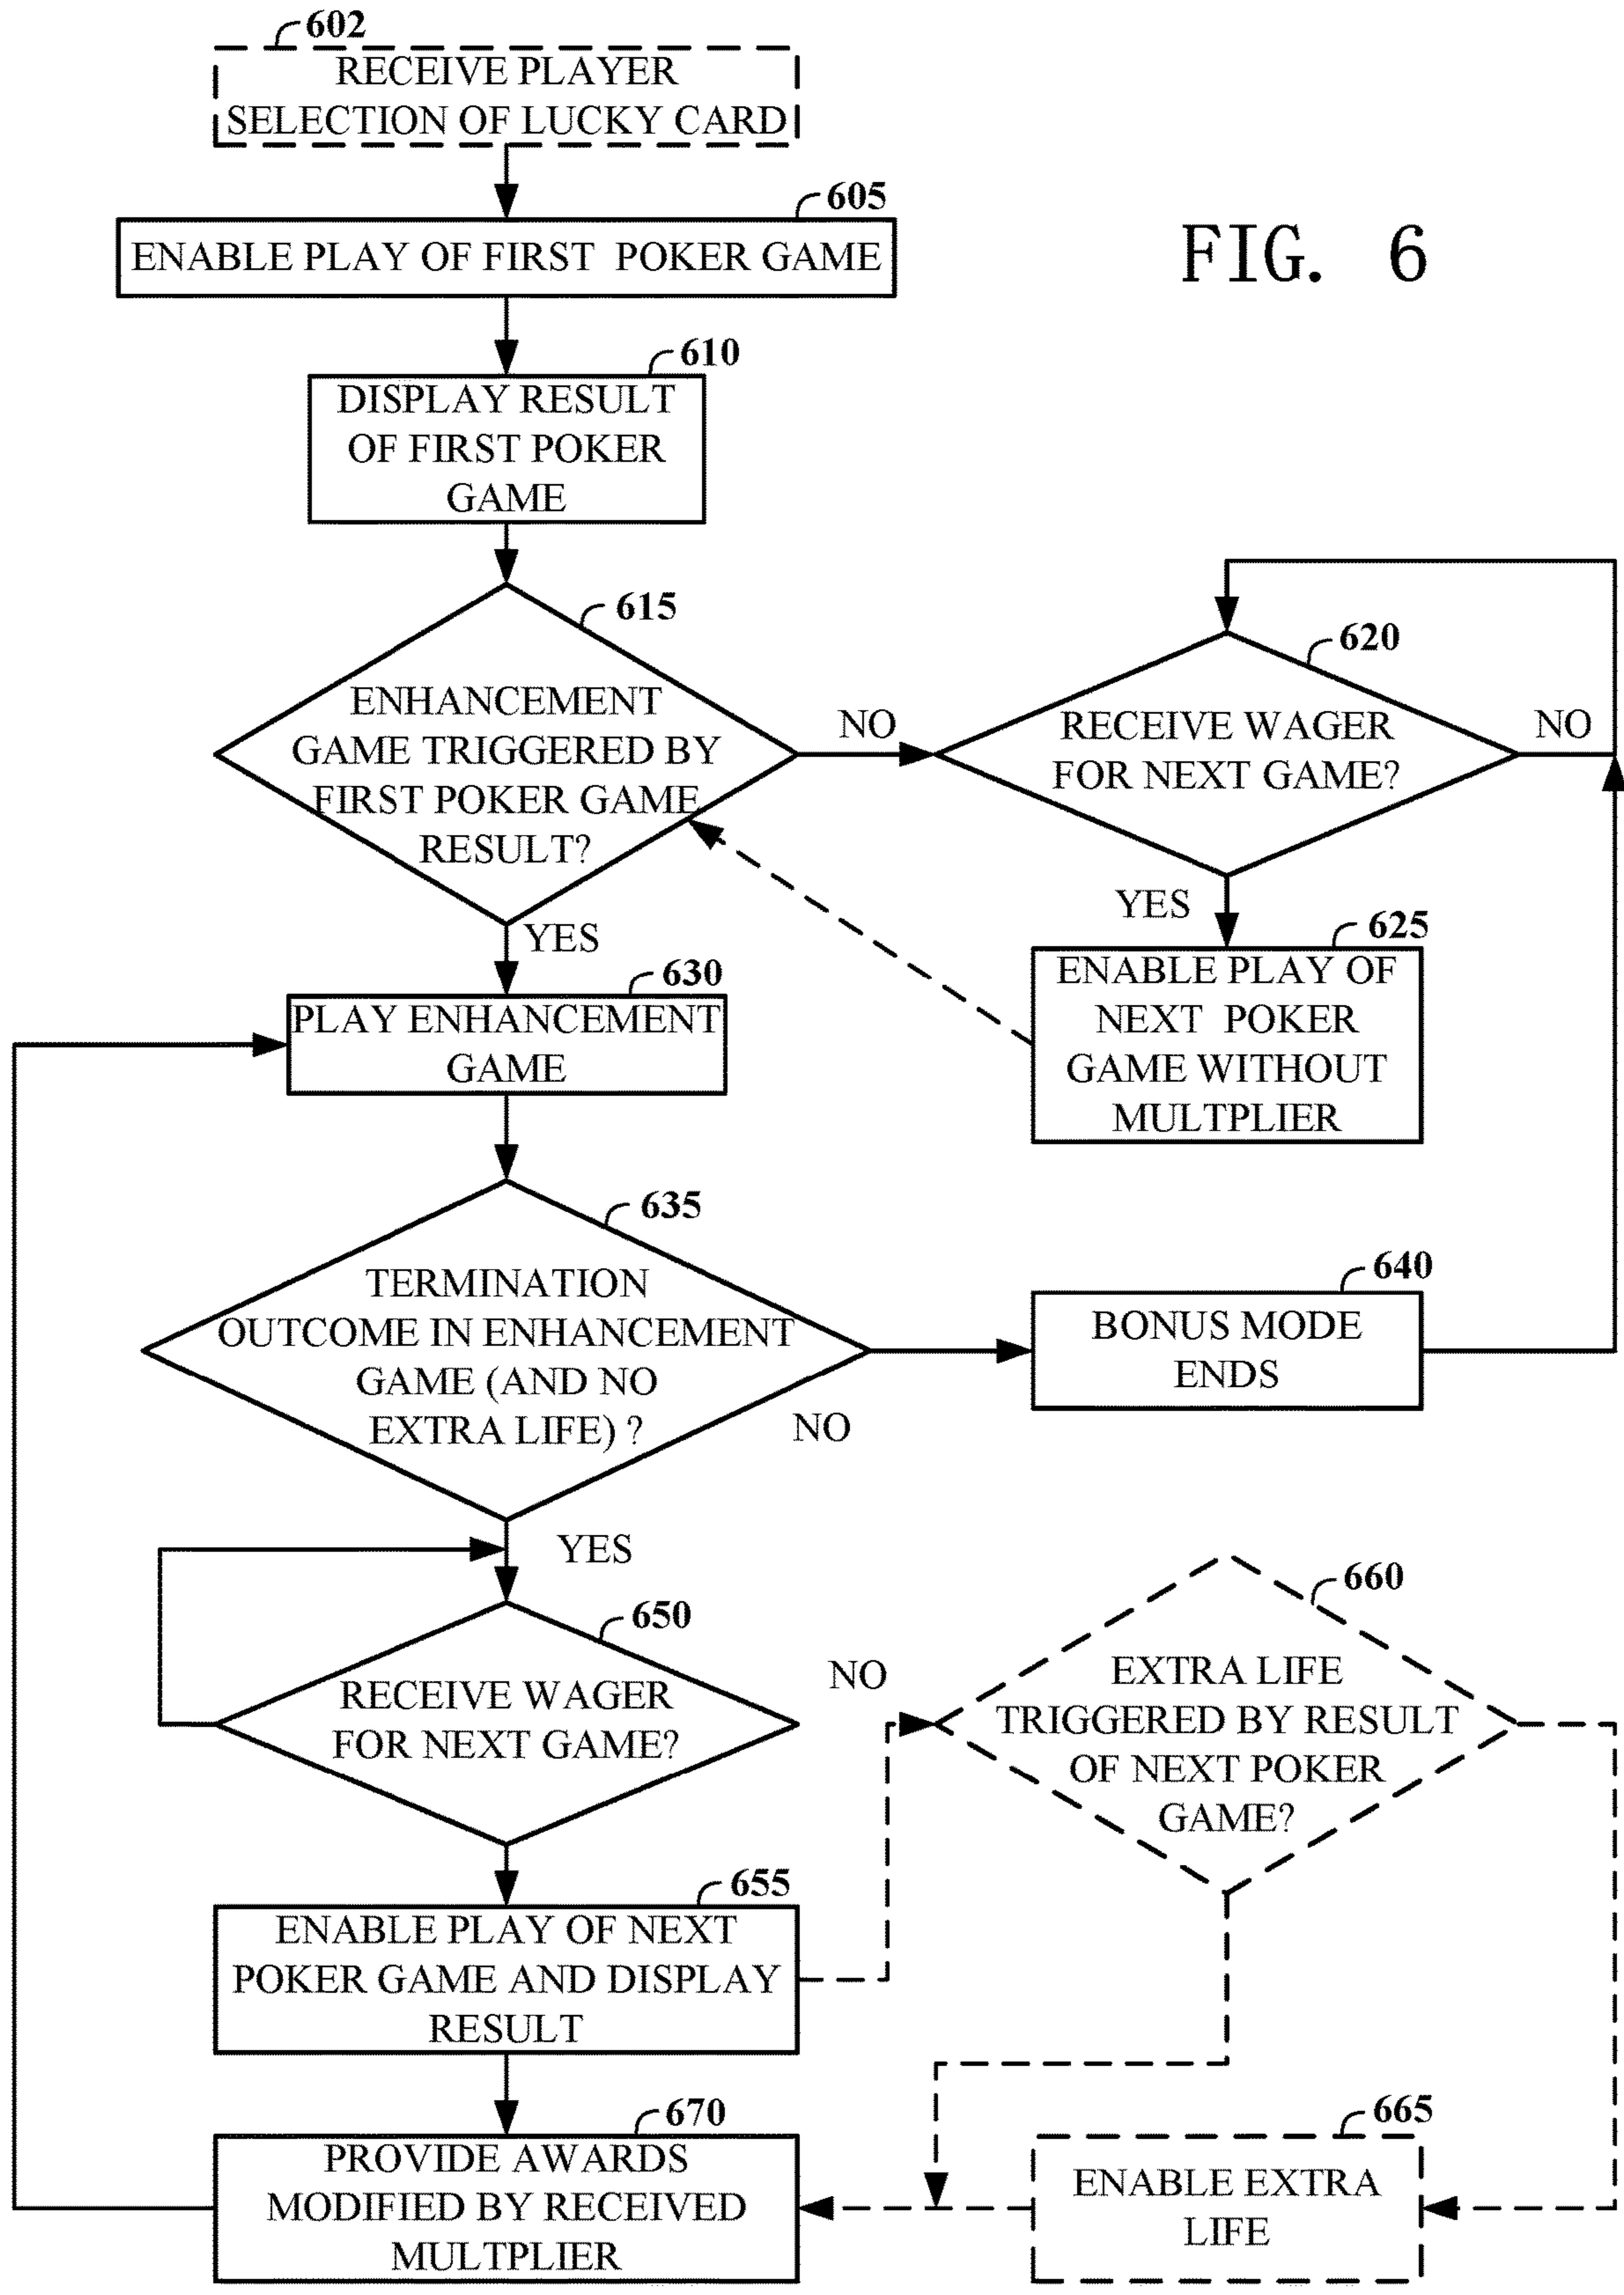 602
RECEIVE PLAYER
SELECTION OF LUCKY CARD
605
ENABLE PLAY OF FIRST POKER GAME
FIG. 6
610
DISPLAY RESULT
OF FIRST POKER
GAME
615
ENHANCEMENT
GAME TRIGGERED BY
FIRST POKER GAME
RESULT?
NO
620
RECEIVE WAGER
FOR NEXT GAME?
NO
YES
625
ENABLE PLAY OF
NEXT POKER
GAME WITHOUT
MULTPLIER
YES
630
PLAY ENHANCEMENT
GAME
635
TERMINATION
OUTCOME IN ENHANCEMENT
GAME (AND NO
EXTRA LIFE) ?
NO
640
BONUS MODE
ENDS
YES
650
RECEIVE WAGER
FOR NEXT GAME?
NO
660
EXTRA LIFE
TRIGGERED BY RESULT
OF NEXT POKER
GAME?
655
ENABLE PLAY OF NEXT
POKER GAME AND DISPLAY
RESULT
670
PROVIDE AWARDS
MODIFIED BY RECEIVED
MULTPLIER
665
ENABLE EXTRA
LIFE